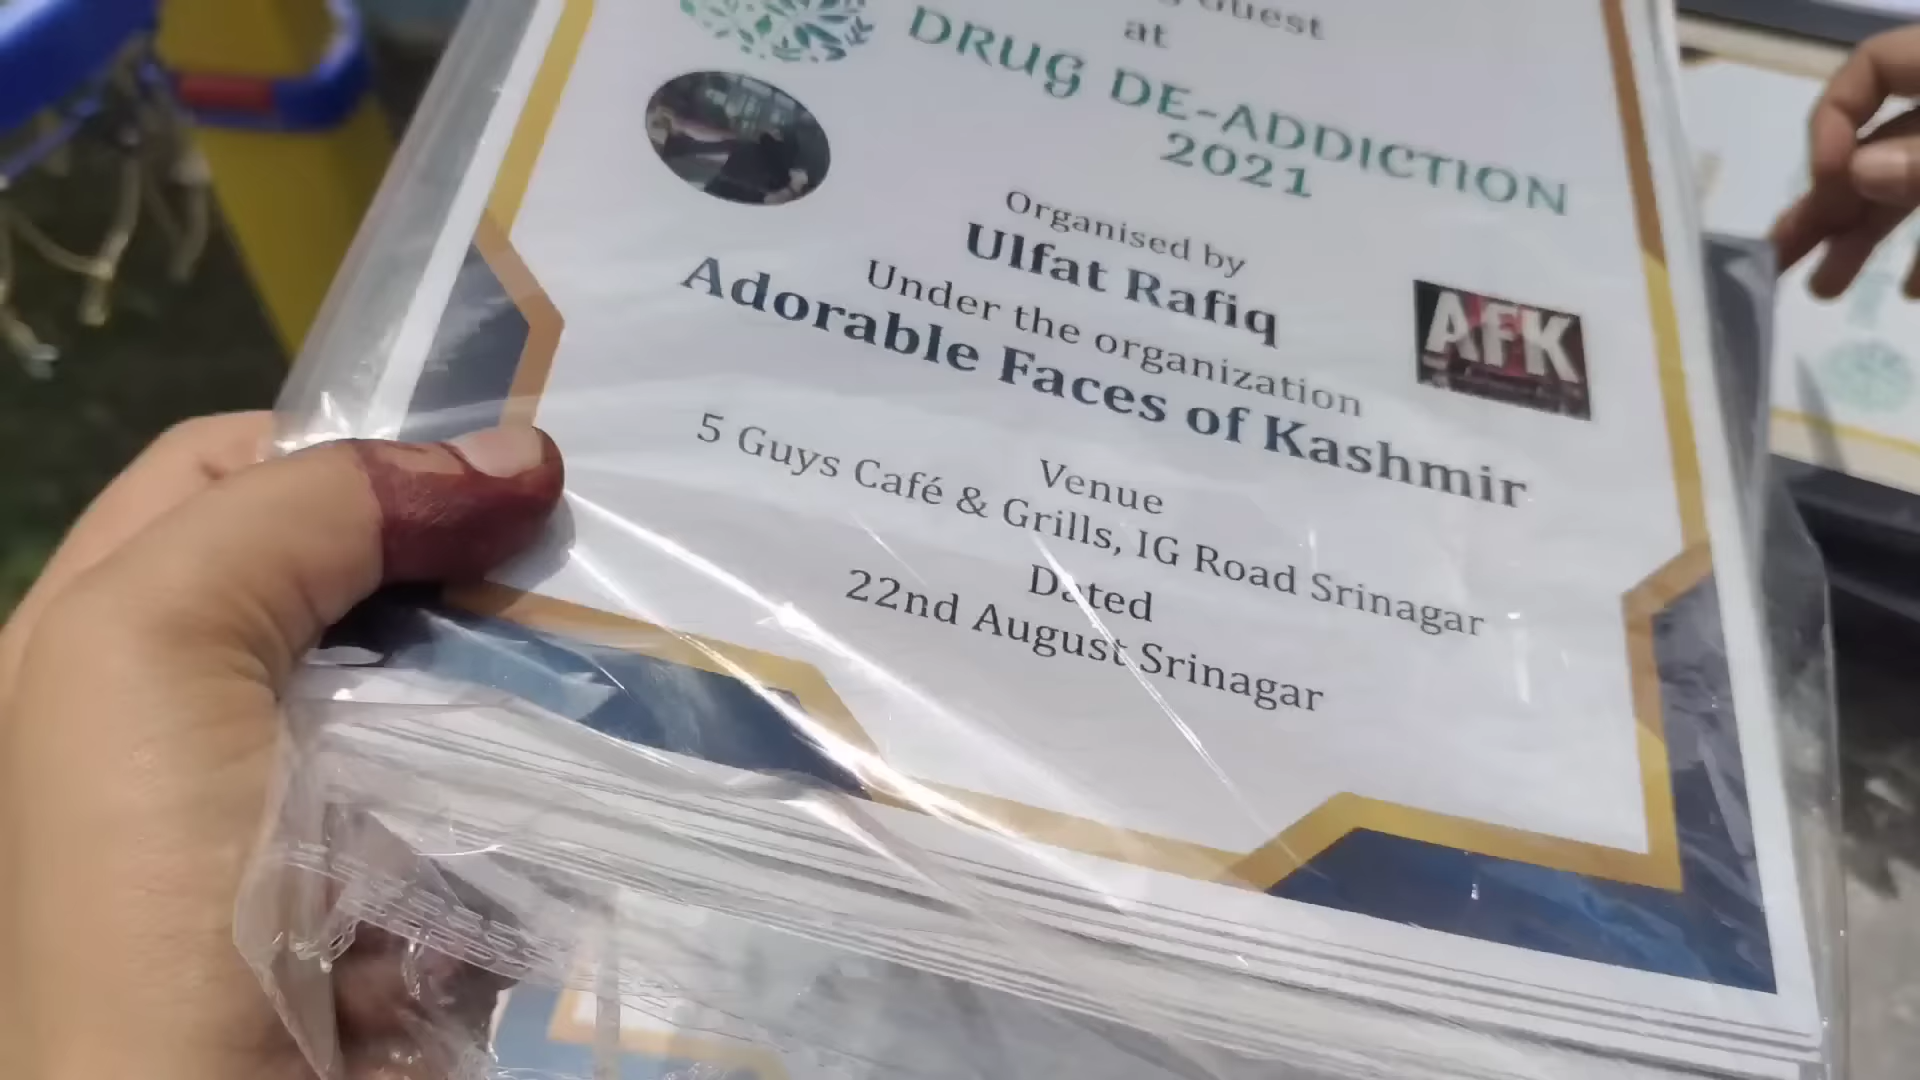 Guest
at
DRUG DE-ADDICTION
2021
Organised by
Ulfat Rafiq
Under the organization
Adorable Faces of Kashmir
AFK
Venue
5 Guys Café & Grills, IG Road Srinagar
Dated
22nd August Srinagar